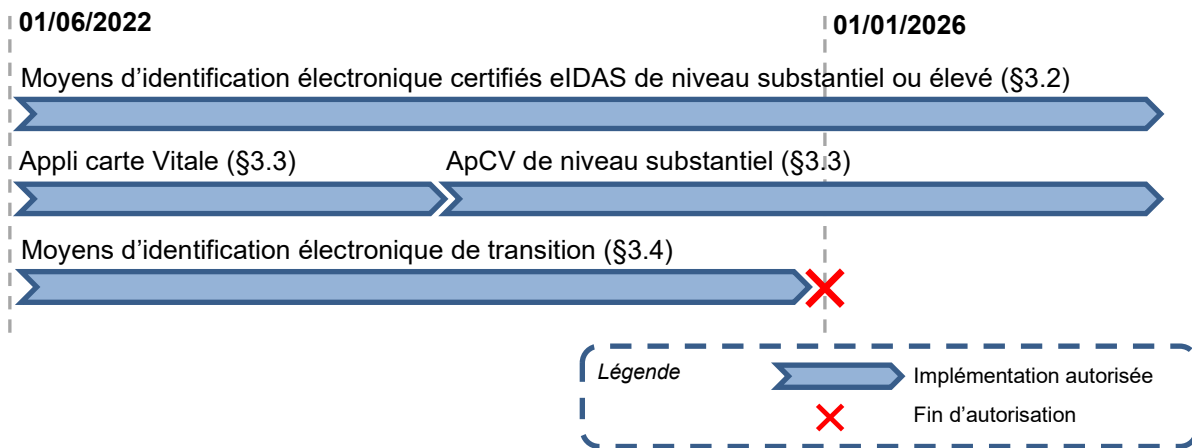 01/06/2022
01/01/2026
Moyens d’identification électronique certifiés eIDAS de niveau substantiel ou élevé (§3.2)
Appli carte Vitale (§3.3)
ApCV de niveau substantiel (§3.3)
Moyens d’identification électronique de transition (§3.4)
Légende
Implémentation autorisée
Fin d’autorisation